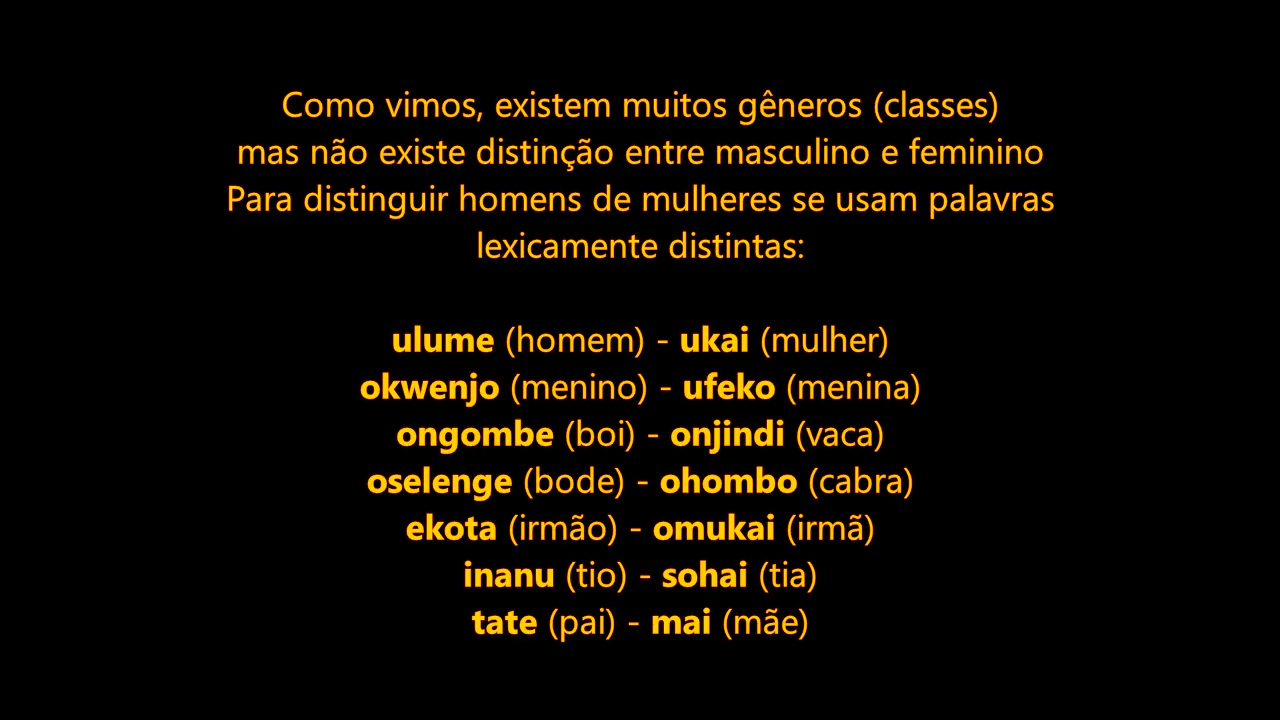 Como vimos, existem muitos gêneros (classes)
mas não existe distinção entre masculino e feminino
Para distinguir homens de mulheres se usam palavras
lexicamente distintas:
ulume (homem) - ukai (mulher)
okwenjo (menino) - ufeko (menina)
ongombe (boi) - onjindi (vaca)
oselenge (bode) - ohombo (cabra)
ekota (irmão) - omukai (irmã)
inanu (tio) - sohai (tia)
tate (pai) - mai (mãe)